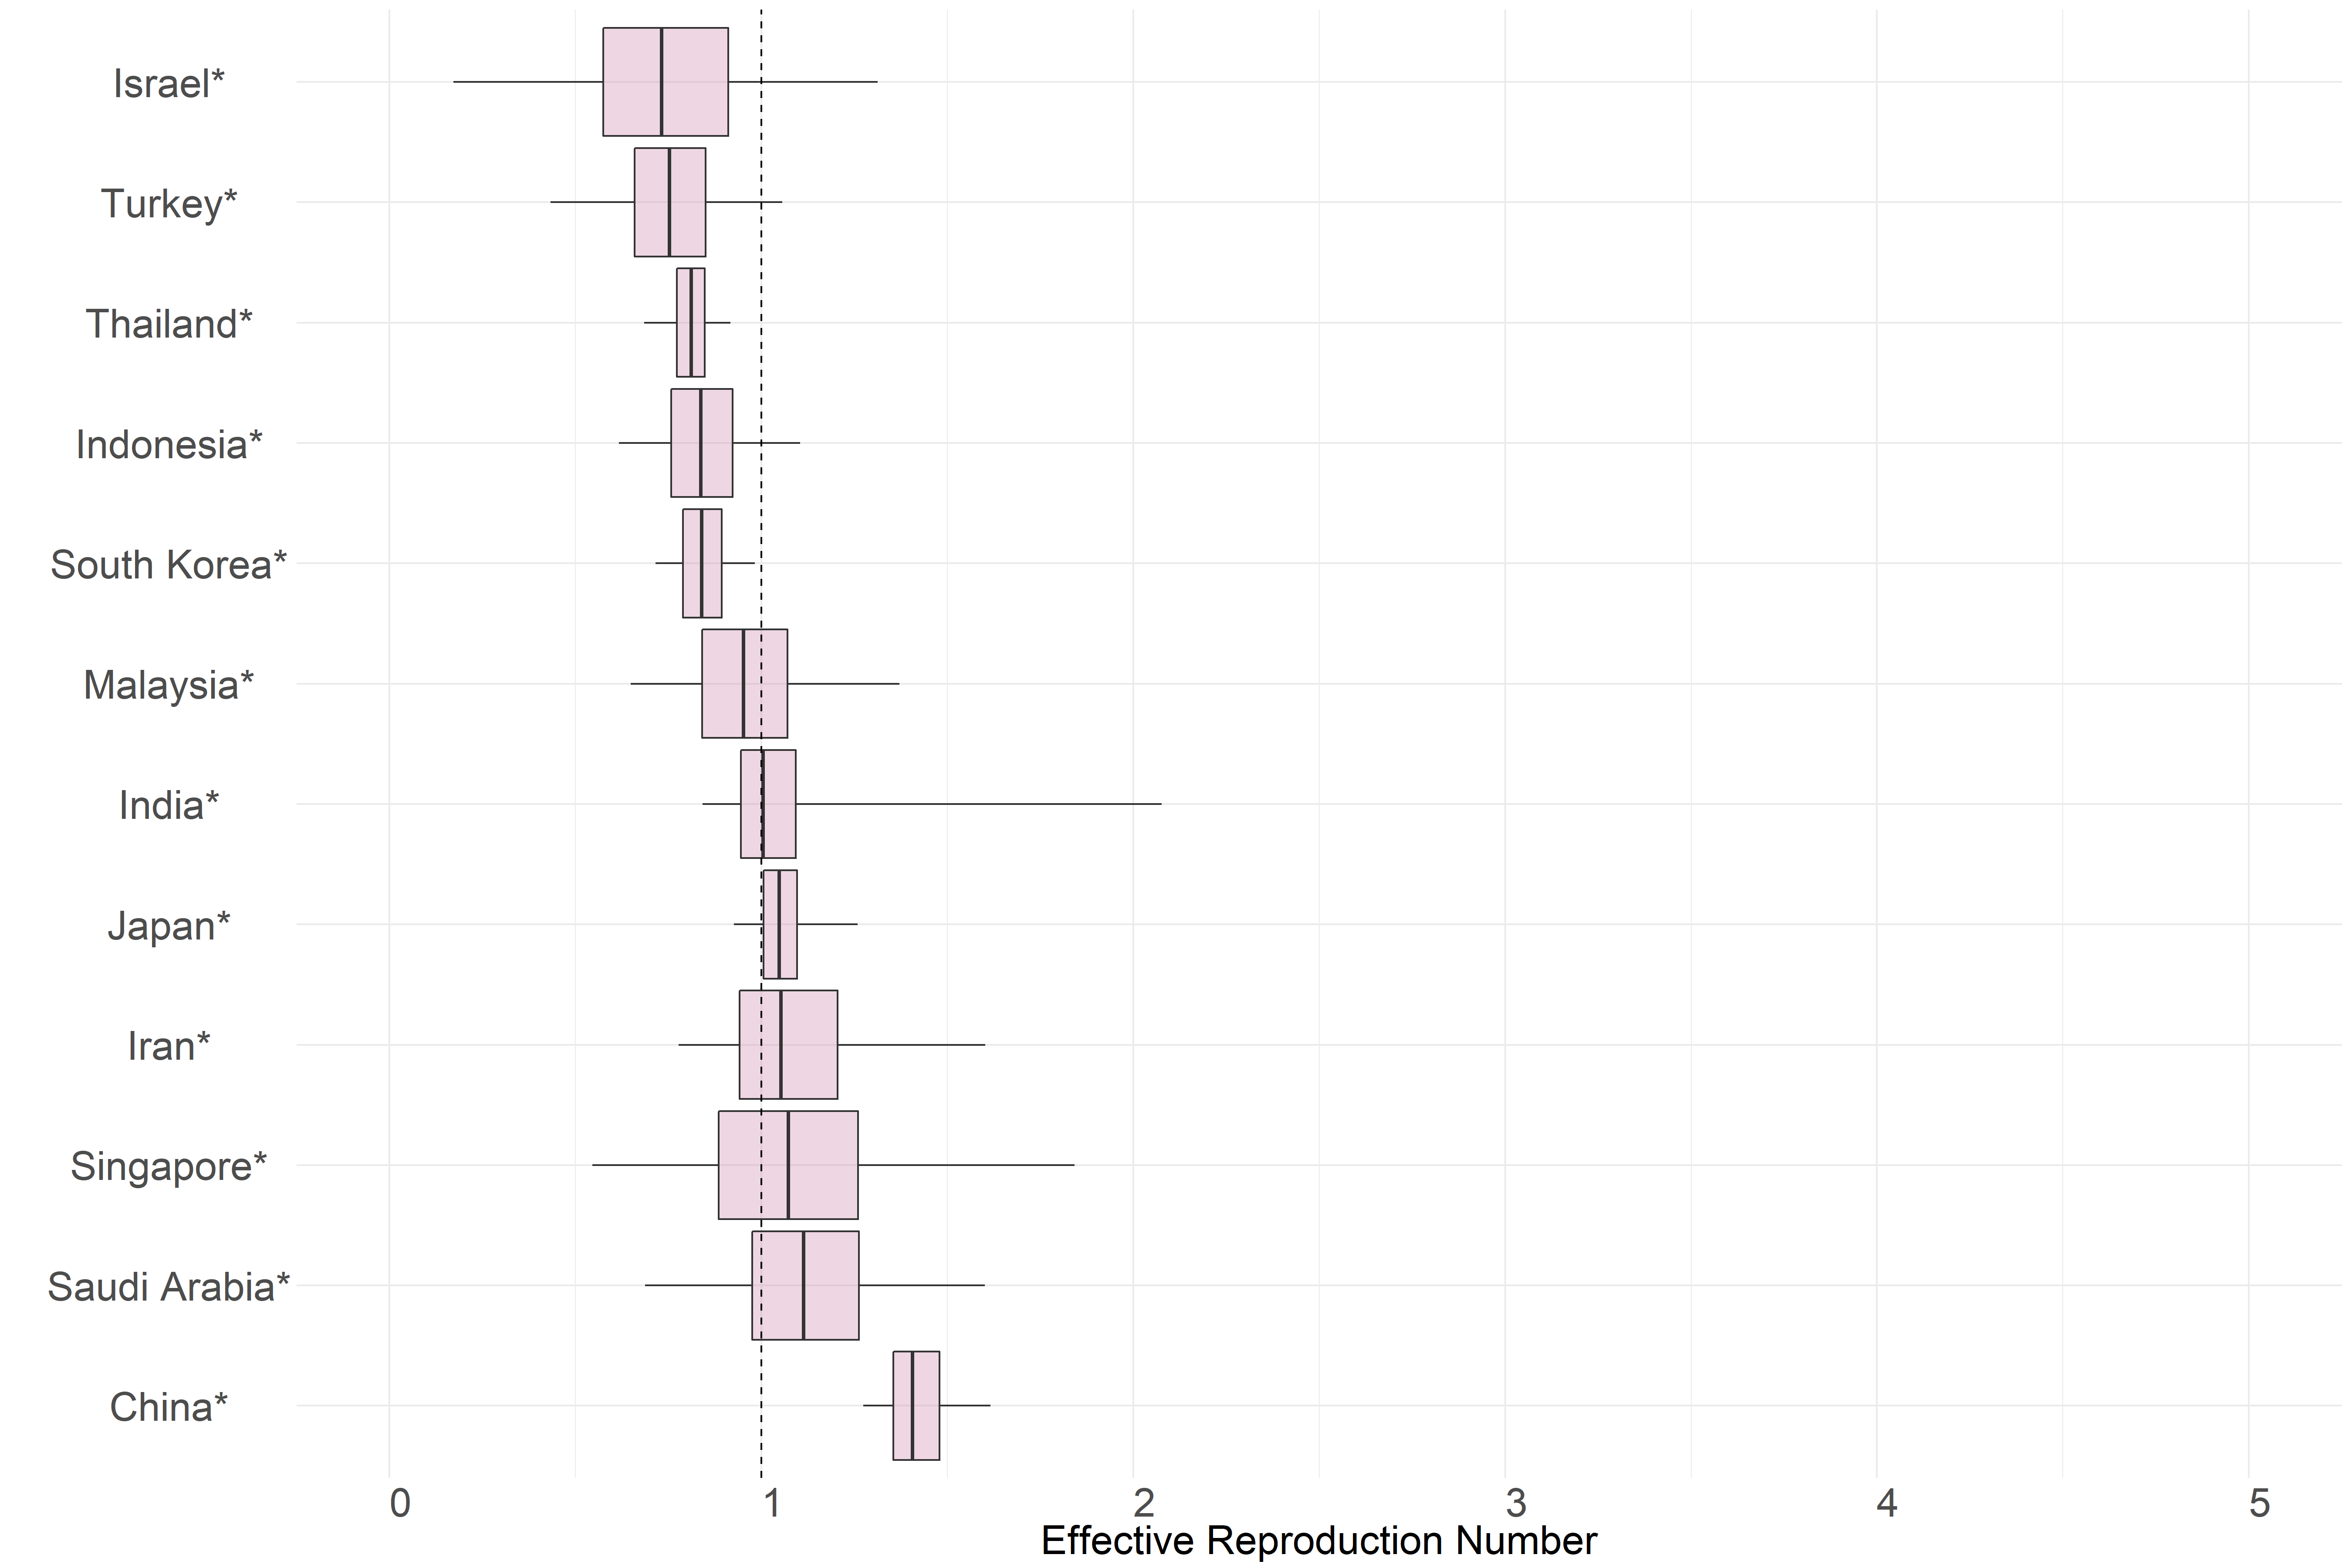 Israel*
Turkey*
Thailand*
Indonesia*
South Korea*
Malaysia*
India*
Japan*
Iran*
Singapore*
Saudi Arabia*
China*
0 1 2 3 4 5
Effective Reproduction Number